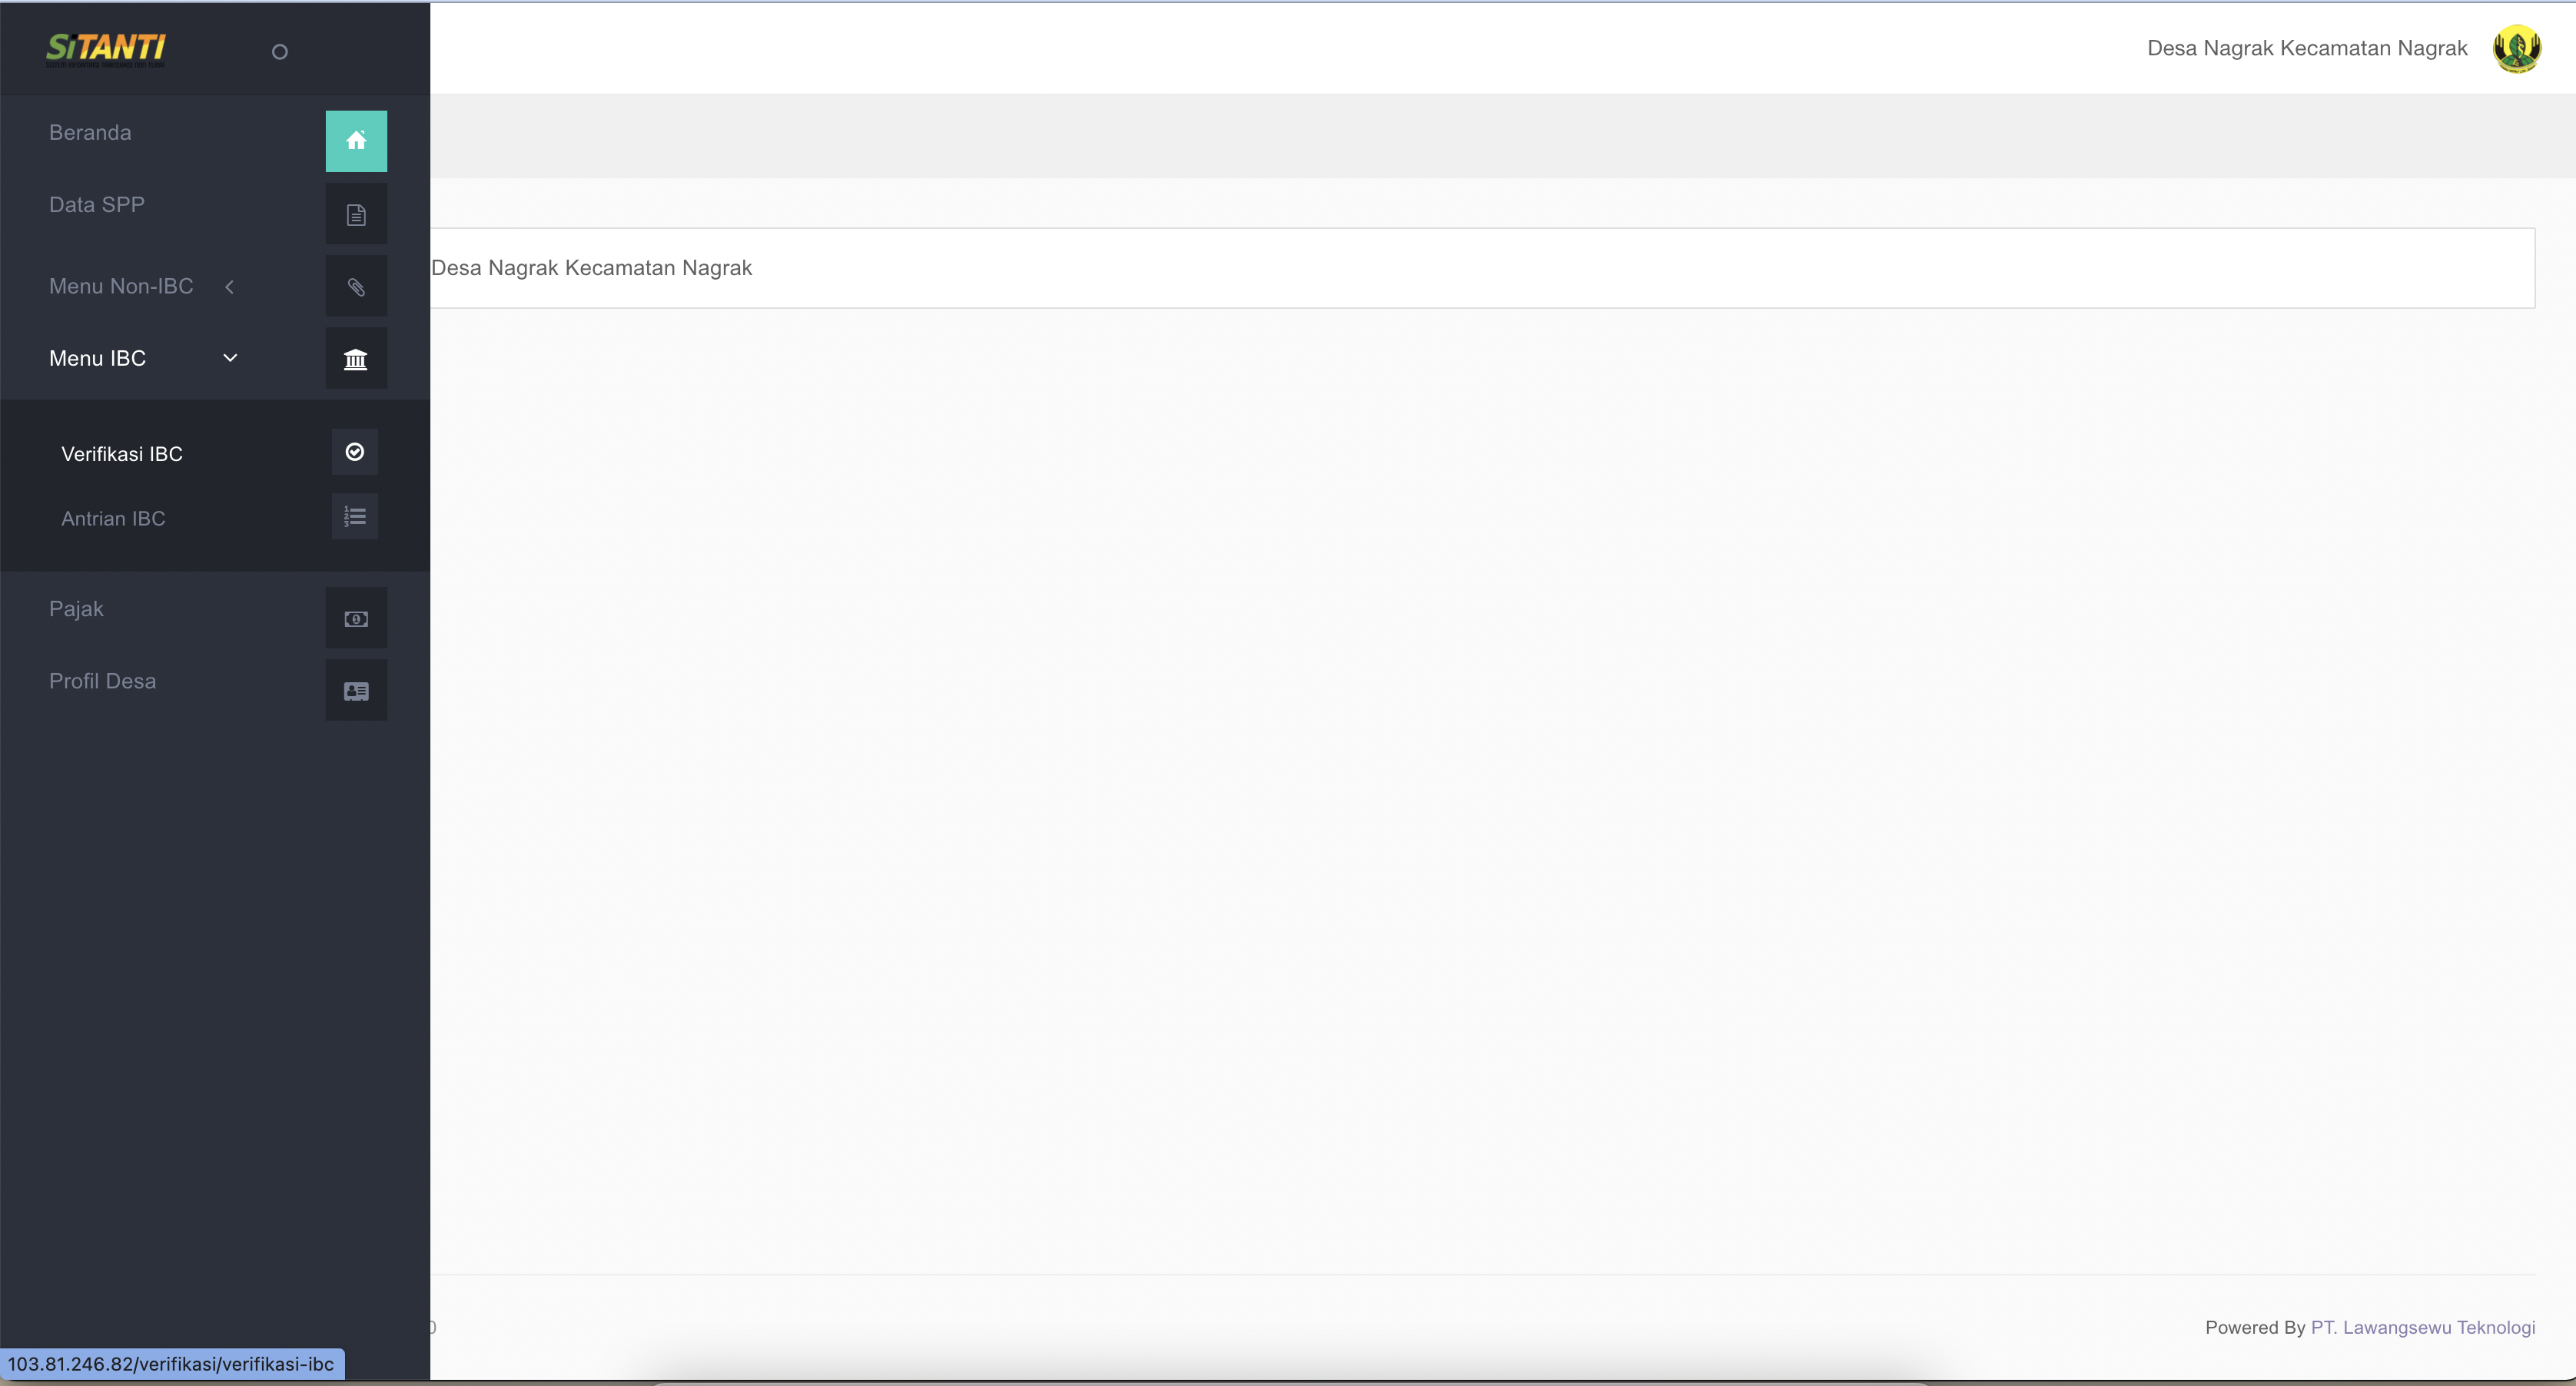 SiTANTI
Desa Nagrak Kecamatan Nagrak
Beranda
Data SPP
Desa Nagrak Kecamatan Nagrak
Menu Non-IBC
Menu IBC
Verifikasi IBC
Antrian IBC
Pajak
Profil Desa
Powered By PT. Lawangsewu Teknologi
103.81.246.82/verifikasi/verifikasi-ibc